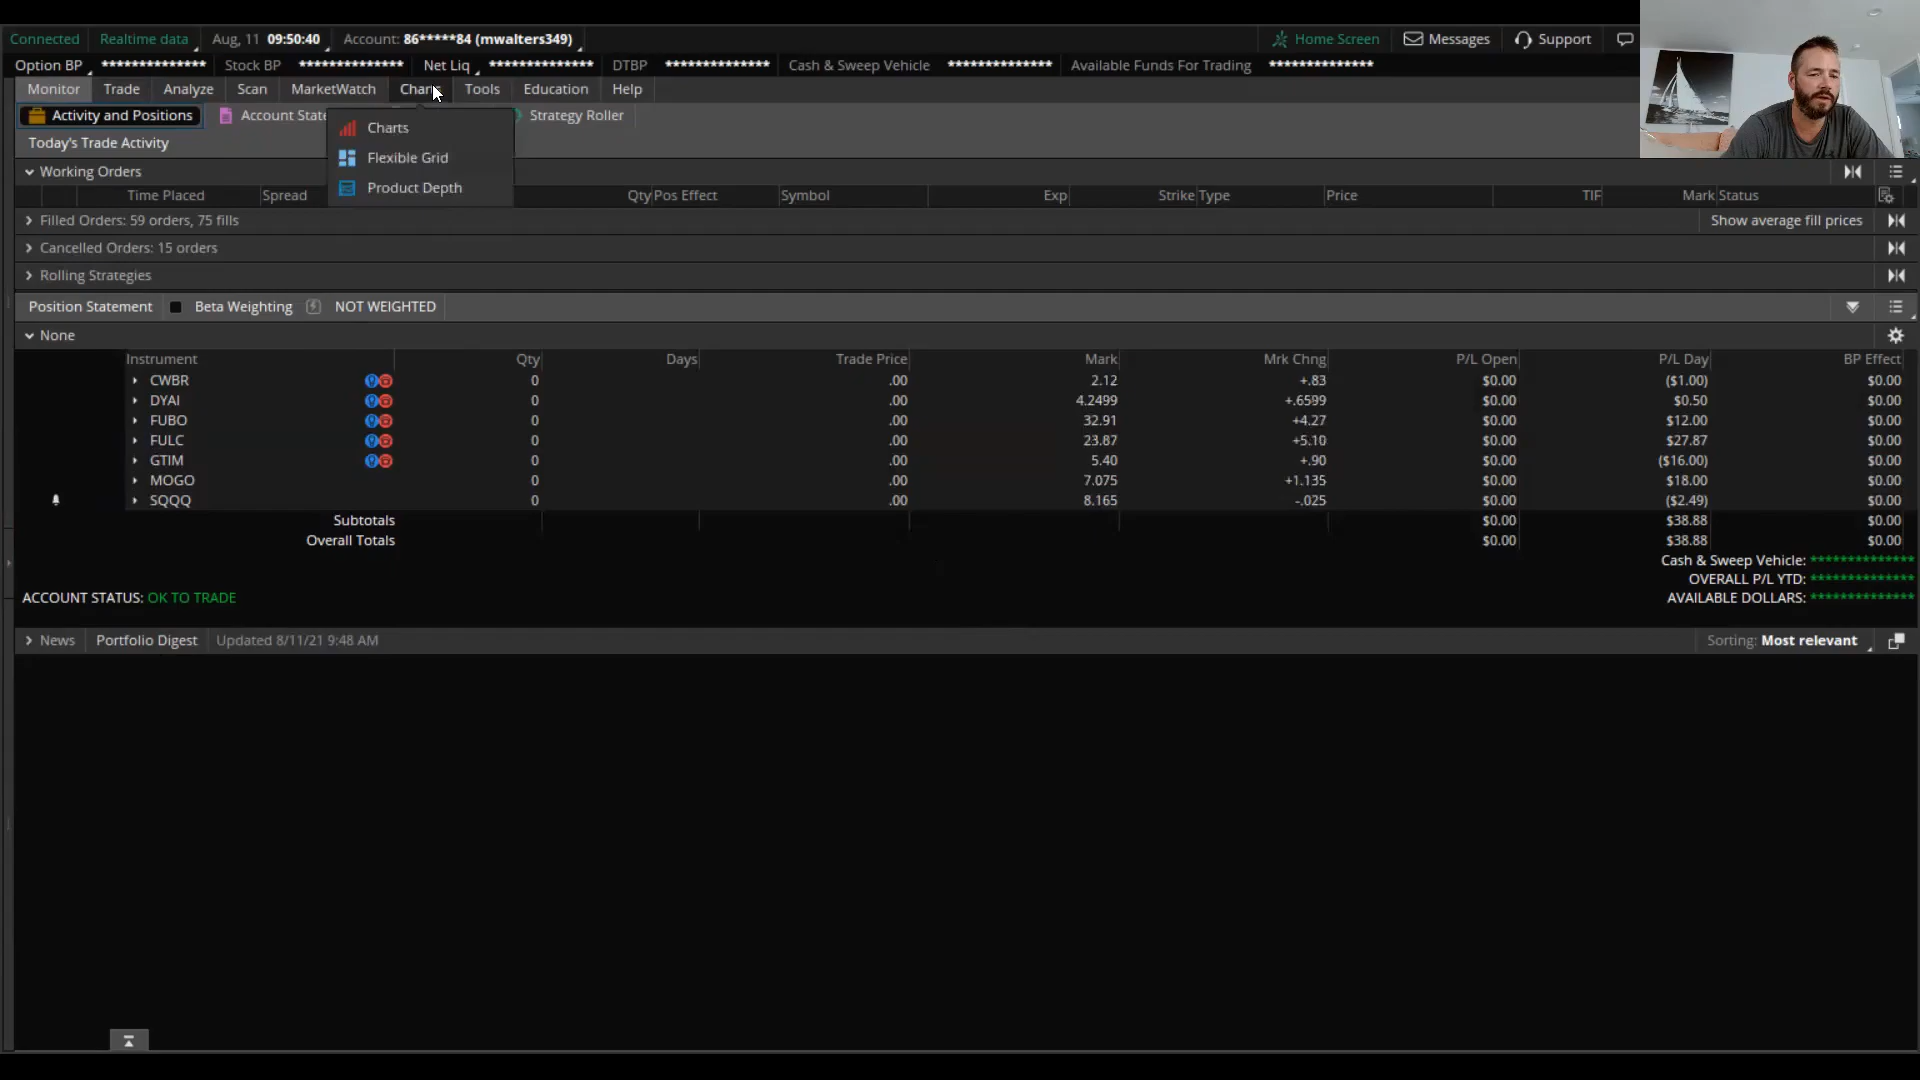 Connected Realtime data Aug, 11 09:50:40 Account: 86*****84 (mwalters349) Home Screen Messages Support
Option BP ************** Stock BP ************** Net Liq ************** DTBP ************** Cash & Sweep Vehicle ************** Available Funds For Trading **************
Monitor Trade Analyze Scan MarketWatch Tools Education Help
Activity and Positions Strategy Roller
Charts
Today's Trade Activity
Flexible Grid
Working Orders
Product Depth
Time Placed Spread Qty Pos Effect Symbol Exp Strike Type Price TIF Mark Status
Filled Orders: 59 orders, 75 fills Show average fill prices
Cancelled Orders: 15 orders
Rolling Strategies
Position Statement Beta Weighting NOT WEIGHTED
None
Instrument Qty Days Trade Price Mark Mrk Chng P/L Open P/L Day BP Effect
CWBR 0 .00 2.12 +.83 $0.00 ($1.00) $0.00
DYAI 0 .00 4.2499 +.6599 $0.00 $0.50 $0.00
FUBO 0 .00 32.91 +4.27 $0.00 $12.00 $0.00
FULC 0 .00 23.87 +5.10 $0.00 $27.87 $0.00
GTIM 0 .00 5.40 +.90 $0.00 ($16.00) $0.00
MOGO 0 .00 7.075 +1.135 $0.00 $18.00 $0.00
SQQQ 0 .00 8.165 -.025 $0.00 ($2.49) $0.00
Subtotals $0.00 $38.88 $0.00
Overall Totals $0.00 $38.88 $0.00
Cash & Sweep Vehicle: **************
OVERALL P/L YTD: **************
ACCOUNT STATUS: OK TO TRADE AVAILABLE DOLLARS: **************
News Portfolio Digest Updated 8/11/21 9:48 AM Sorting: Most relevant